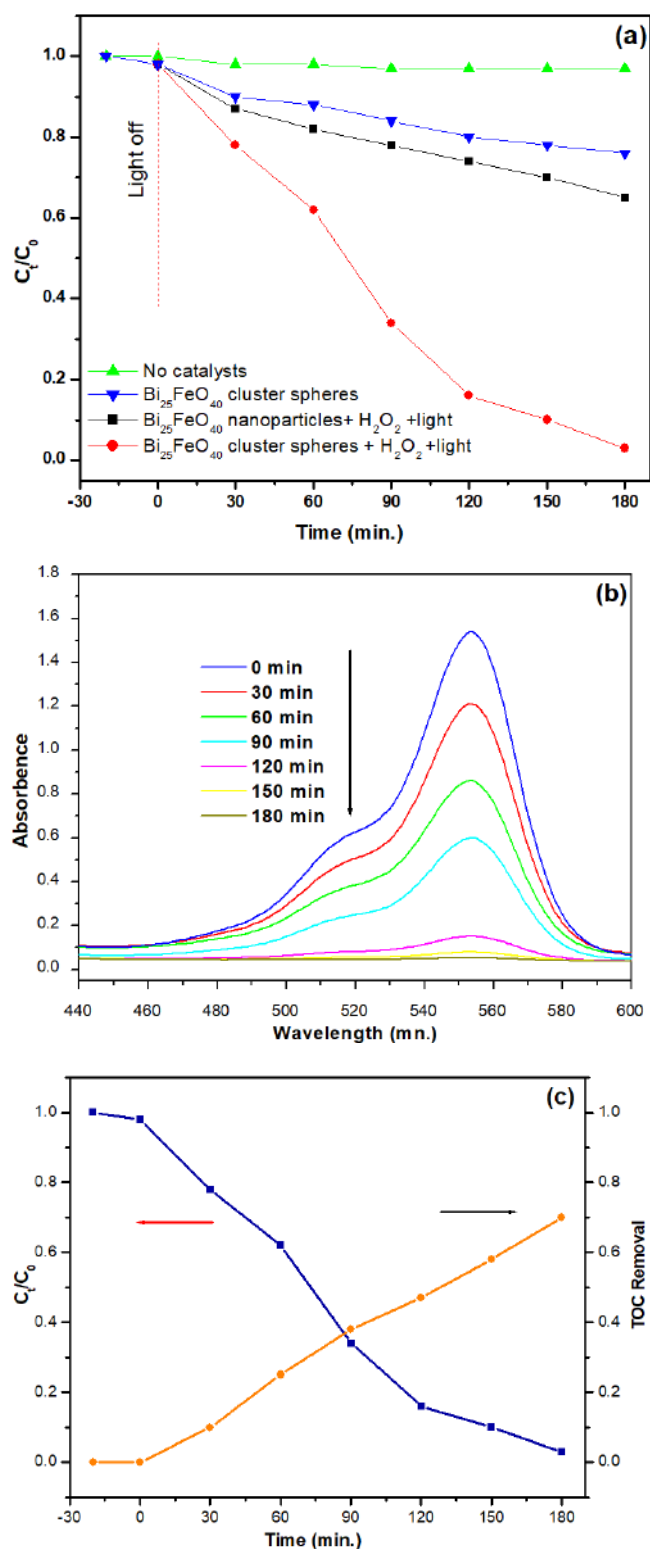 (a)
1.0
0.8
0.6
0.4
0.2
0.0
Cₜ/C₀
Light off
No catalysts
Bi₂₅FeO₄₀ cluster spheres
Bi₂₅FeO₄₀ nanoparticles+ H₂O₂ +light
Bi₂₅FeO₄₀ cluster spheres + H₂O₂ +light
-30 0 30 60 90 120 150 180
Time (min.)
(b)
1.8
1.6
1.4
1.2
1.0
0.8
0.6
0.4
0.2
0.0
Absorbence
0 min
30 min
60 min
90 min
120 min
150 min
180 min
440 460 480 500 520 540 560 580 600
Wavelength (mn.)
(c)
1.0 1.0
0.8 0.8
0.6 0.6
0.4 0.4
0.2 0.2
0.0 0.0
Cₜ/C₀
TOC Removal
-30 0 30 60 90 120 150 180
Time (min.)